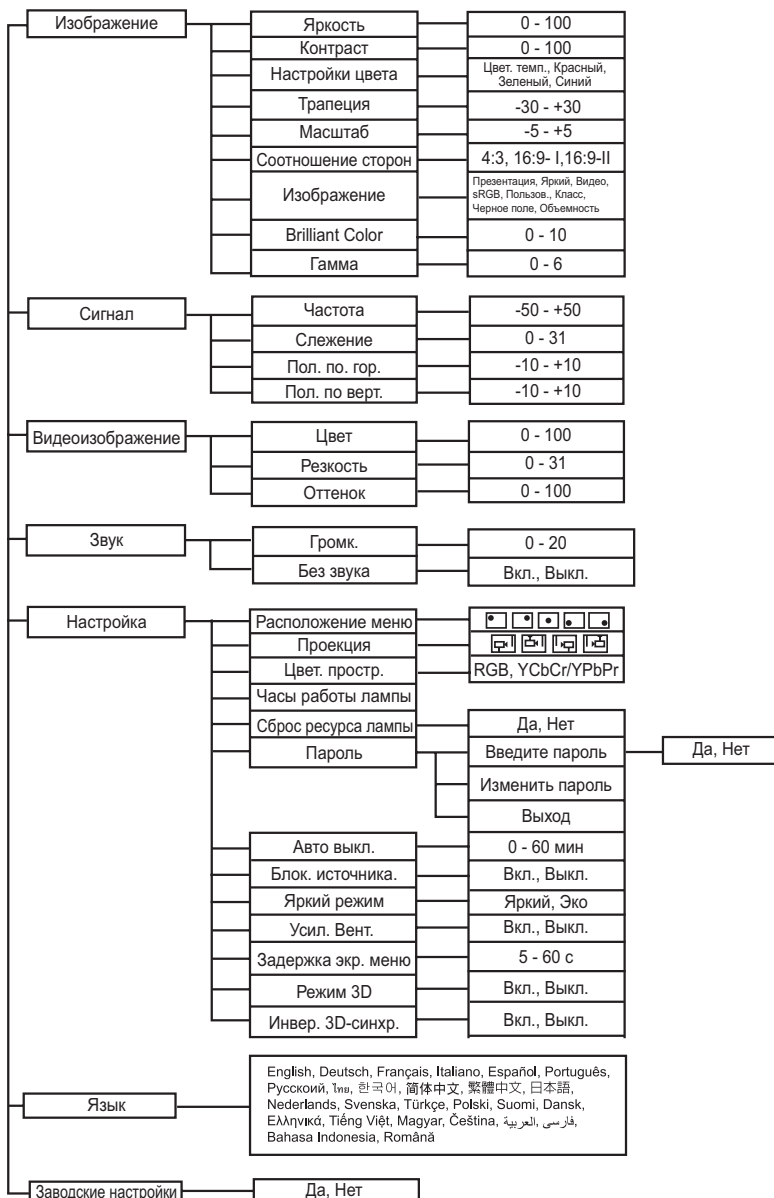 Изображение
Яркость
0 - 100
Контраст
0 - 100
Настройки цвета
Цвет. темп., Красный,
Зеленый, Синий
Трапеция
-30 - +30
Масштаб
-5 - +5
Соотношение сторон
4:3, 16:9- I,16:9-II
Изображение
Презентация, Яркий, Видео,
sRGB, Пользов., Класс,
Черное поле, Объемность
Brilliant Color
0 - 10
Гамма
0 - 6
Сигнал
Частота
-50 - +50
Слежение
0 - 31
Пол. по. гор.
-10 - +10
Пол. по верт.
-10 - +10
Видеоизображение
Цвет
0 - 100
Резкость
0 - 31
Оттенок
0 - 100
Звук
Громк.
0 - 20
Без звука
Вкл., Выкл.
Настройка
Расположение меню
Проекция
Цвет. простр.
RGB, YCbCr/YPbPr
Часы работы лампы
Сброс ресурса лампы
Да, Нет
Пароль
Введите пароль
Да, Нет
Изменить пароль
Выход
Авто выкл.
0 - 60 мин
Блок. источника.
Вкл., Выкл.
Яркий режим
Яркий, Эко
Усил. Вент.
Вкл., Выкл.
Задержка экр. меню
5 - 60 с
Режим 3D
Вкл., Выкл.
Инвер. 3D-синхр.
Вкл., Выкл.
Язык
English, Deutsch, Français, Italiano, Español, Português,
Русскоий, ไทย, 한국어, 简体中文, 繁體中文, 日本語,
Nederlands, Svenska, Türkçe, Polski, Suomi, Dansk,
Ελληνικά, Tiếng Việt, Magyar, Čeština, فارسی, العربية,
Bahasa Indonesia, Română
Заводские настройки
Да, Нет